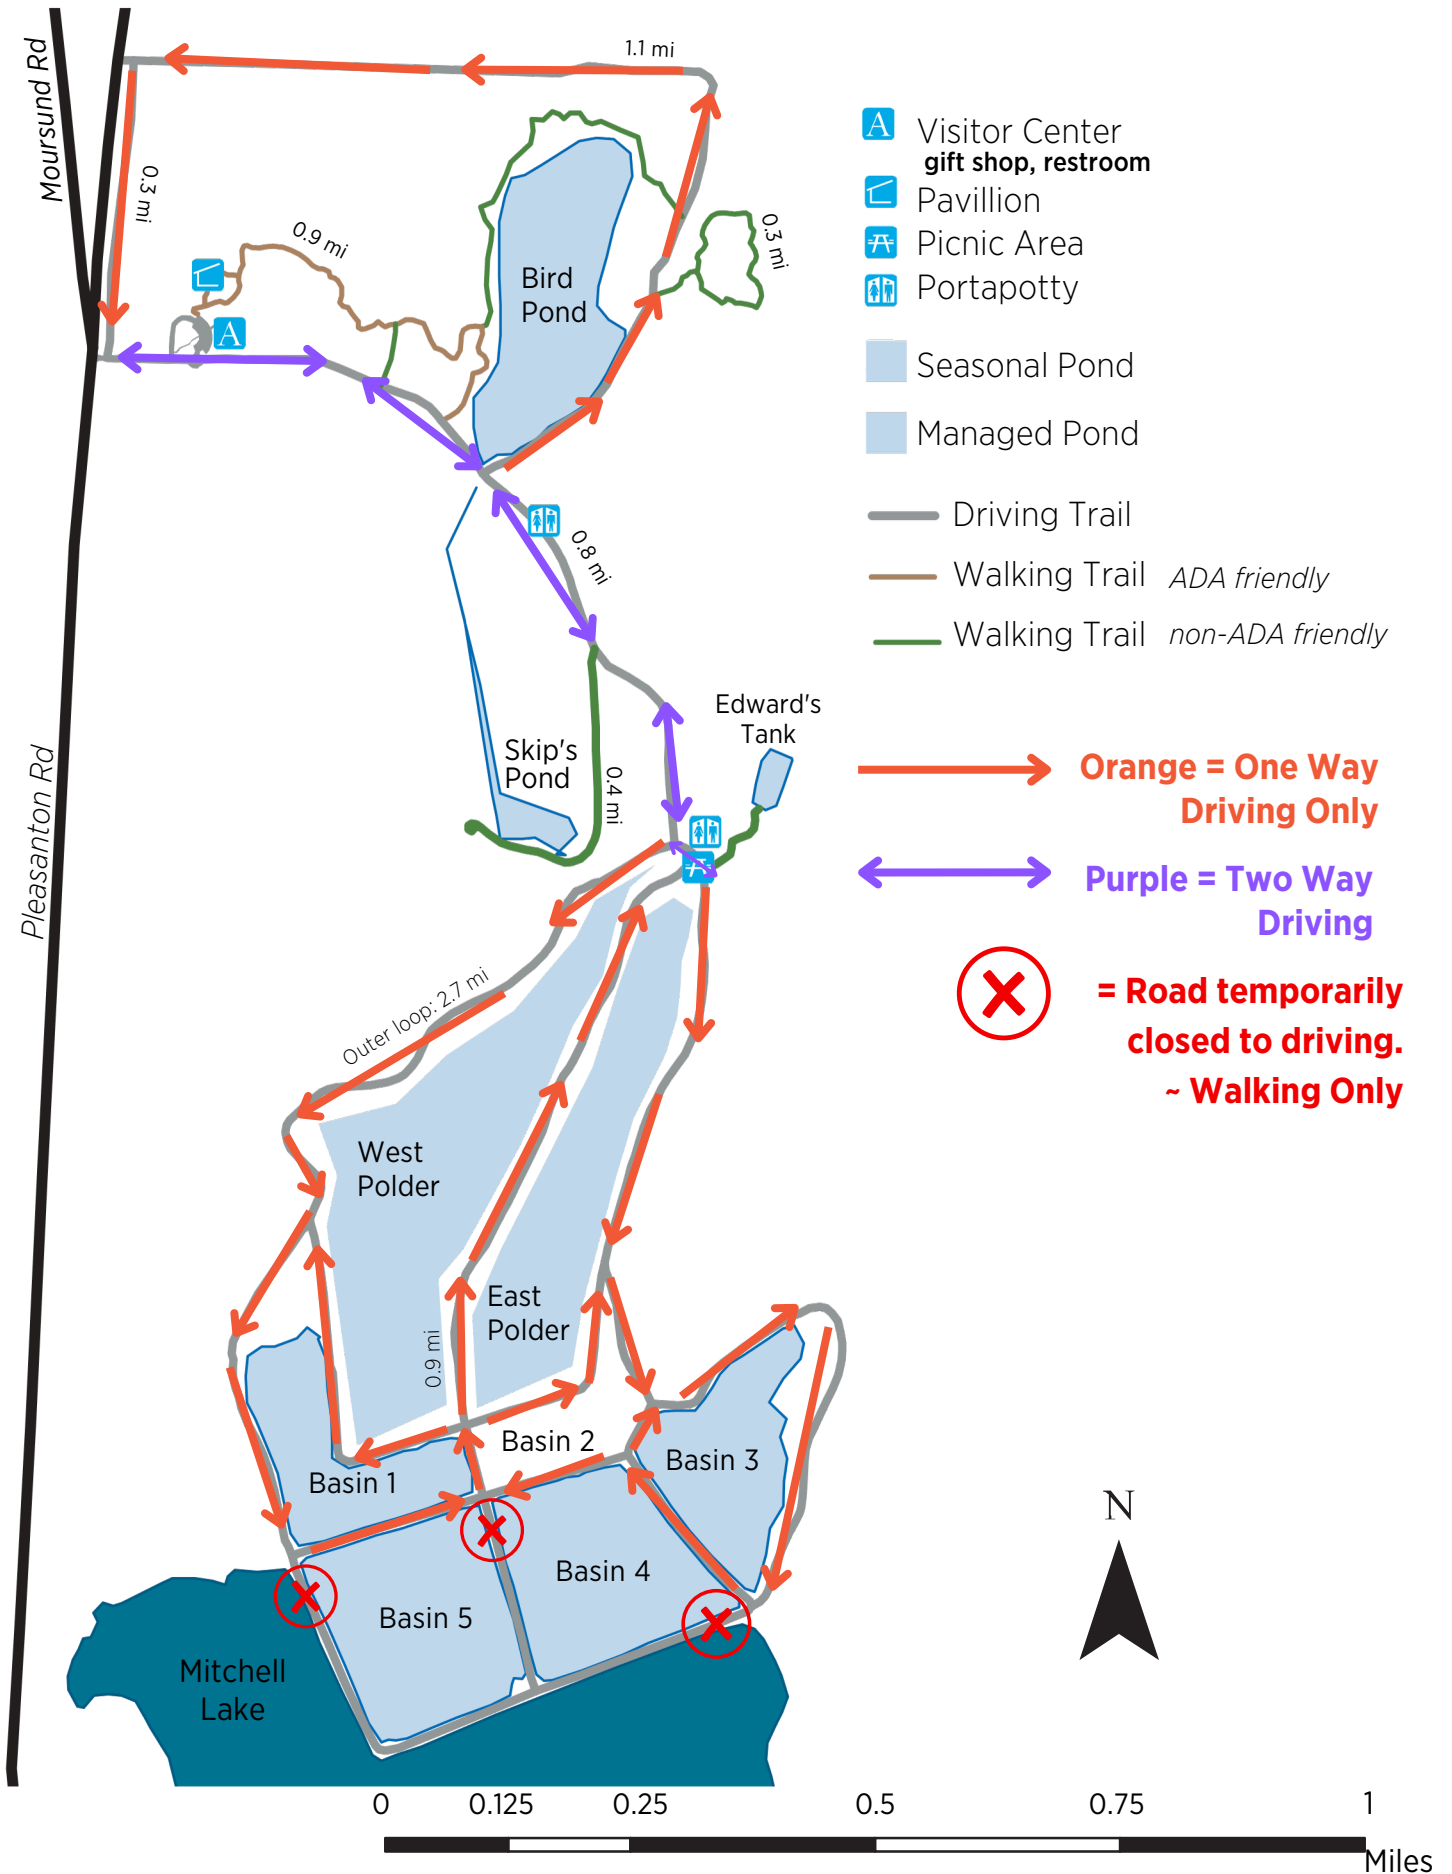 Moursund Rd
1.1 mi
0.3 mi
0.9 mi
A
Bird
Pond
0.3 mi
A
Visitor Center
gift shop, restroom
Pavillion
Picnic Area
Portapotty
Seasonal Pond
Managed Pond
Driving Trail
Walking Trail ADA friendly
Walking Trail non-ADA friendly
0.8 mi
Edward's
Tank
Skip's
Pond
0.4 mi
Pleasanton Rd
Orange = One Way
Driving Only
Purple = Two Way
Driving
= Road temporarily
closed to driving.
~ Walking Only
Outer loop: 2.7 mi
West
Polder
East
Polder
0.9 mi
Basin 2
Basin 1
Basin 3
Basin 4
Basin 5
Mitchell
Lake
N
0 0.125 0.25 0.5 0.75 1
Miles